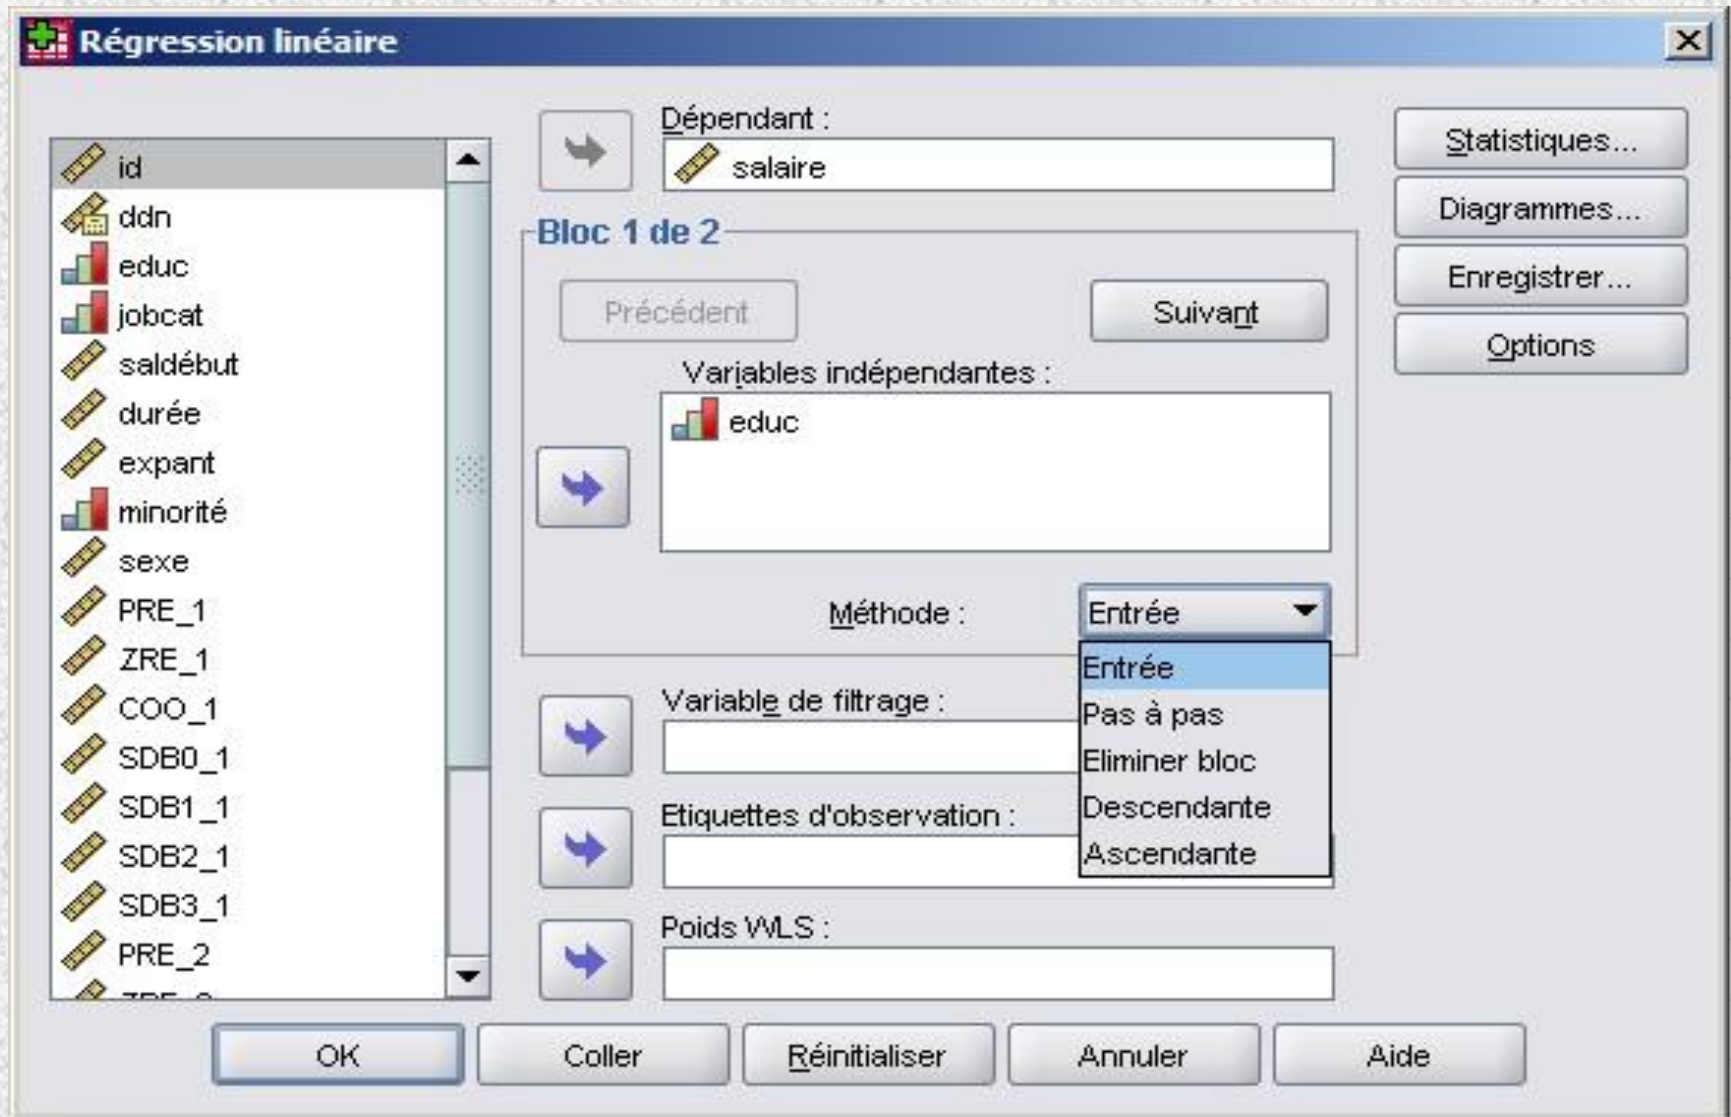 Régression linéaire
id
ddn
educ
jobcat
saldébut
durée
expant
minorité
sexe
PRE_1
ZRE_1
COO_1
SDB0_1
SDB1_1
SDB2_1
SDB3_1
PRE_2
Dépendant :
salaire
Bloc 1 de 2
Précédent
Suivant
Variables indépendantes :
educ
Méthode :
Entrée
Entrée
Pas à pas
Eliminer bloc
Descendante
Ascendante
Variable de filtrage :
Etiquettes d'observation :
Poids WLS :
Statistiques...
Diagrammes...
Enregistrer...
Options
OK
Coller
Réinitialiser
Annuler
Aide